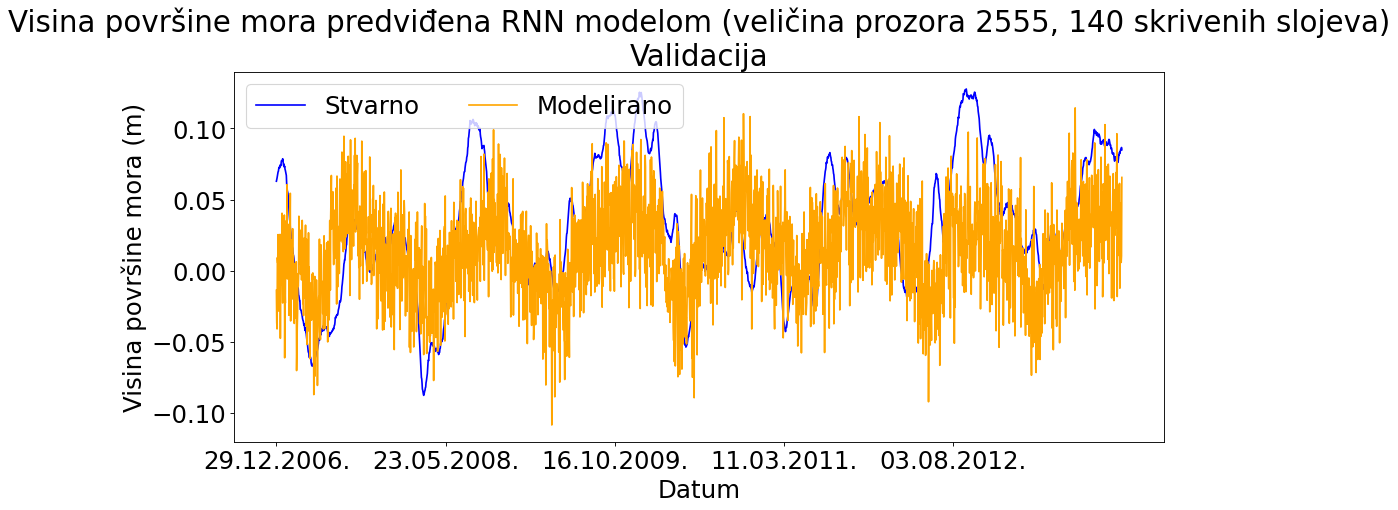 Visina površine mora predviđena RNN modelom (veličina prozora 2555, 140 skrivenih slojeva)
Validacija
Stvarno Modelirano
Visina površine mora (m)
0.10
0.05
0.00
−0.05
−0.10
29.12.2006. 23.05.2008. 16.10.2009. 11.03.2011. 03.08.2012.
Datum